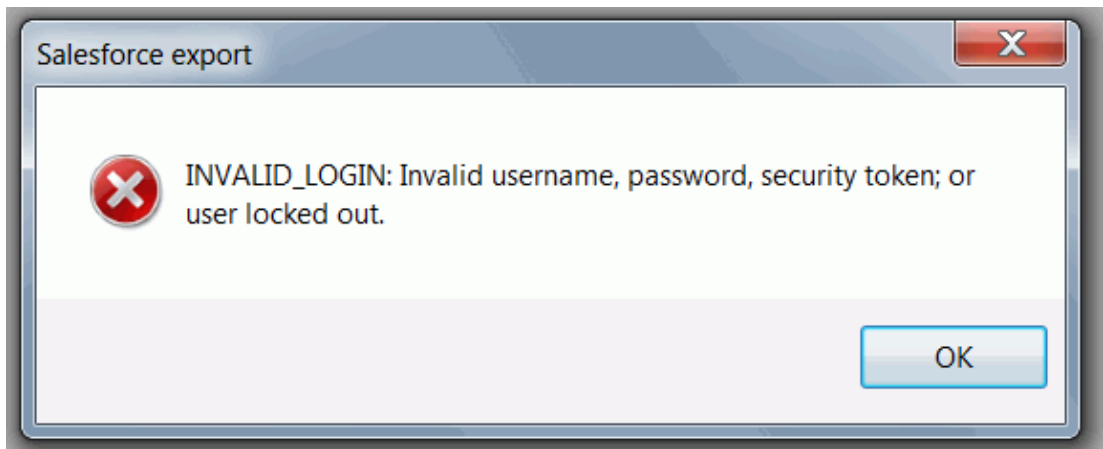 Salesforce export
INVALID_LOGIN: Invalid username, password, security token; or
user locked out.
OK